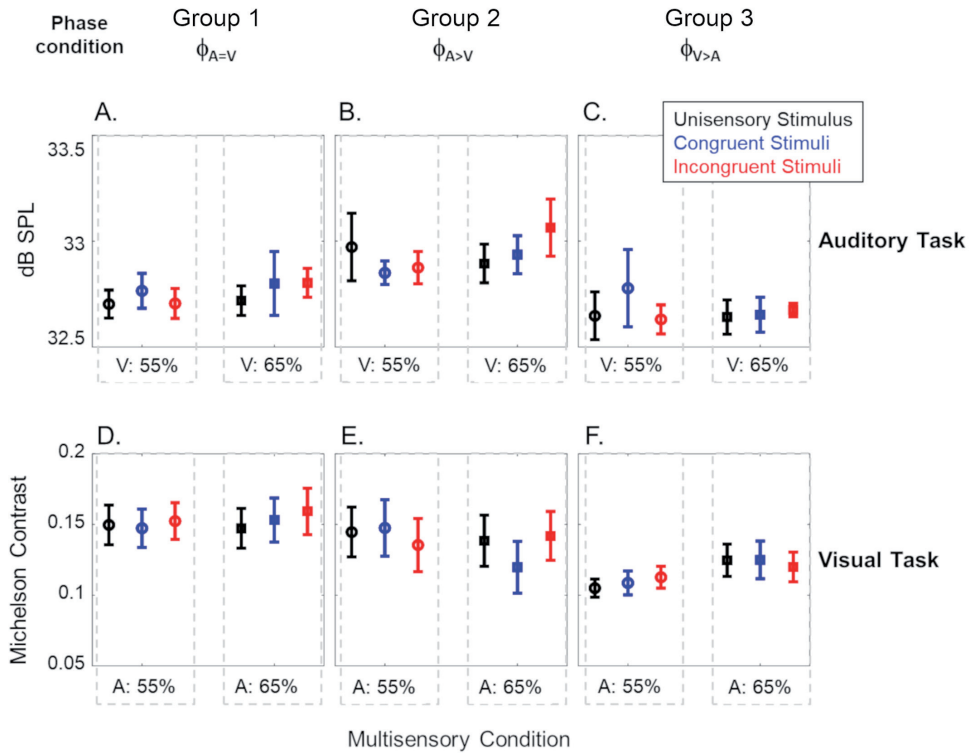 Group 1 Group 2 Group 3
Phase
condition
ϕA=V ϕA>V ϕV>A
A. B. C.
Unisensory Stimulus
Congruent Stimuli
Incongruent Stimuli
33.5
33
32.5
dB SPL
Auditory Task
V: 55% V: 65% V: 55% V: 65% V: 55% V: 65%
D. E. F.
0.2
0.15
0.1
0.05
Michelson Contrast
Visual Task
A: 55% A: 65% A: 55% A: 65% A: 55% A: 65%
Multisensory Condition